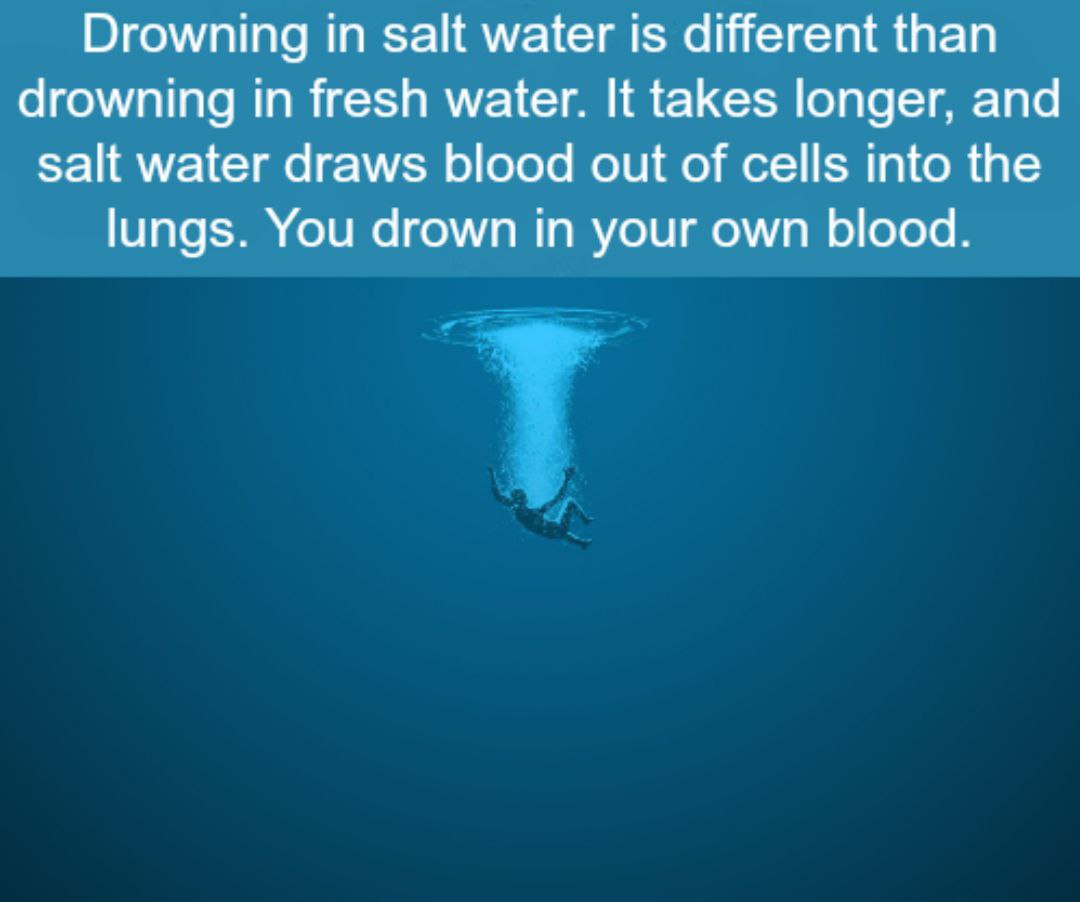 Drowning in salt water is different than
drowning in fresh water. It takes longer, and
salt water draws blood out of cells into the
lungs. You drown in your own blood.